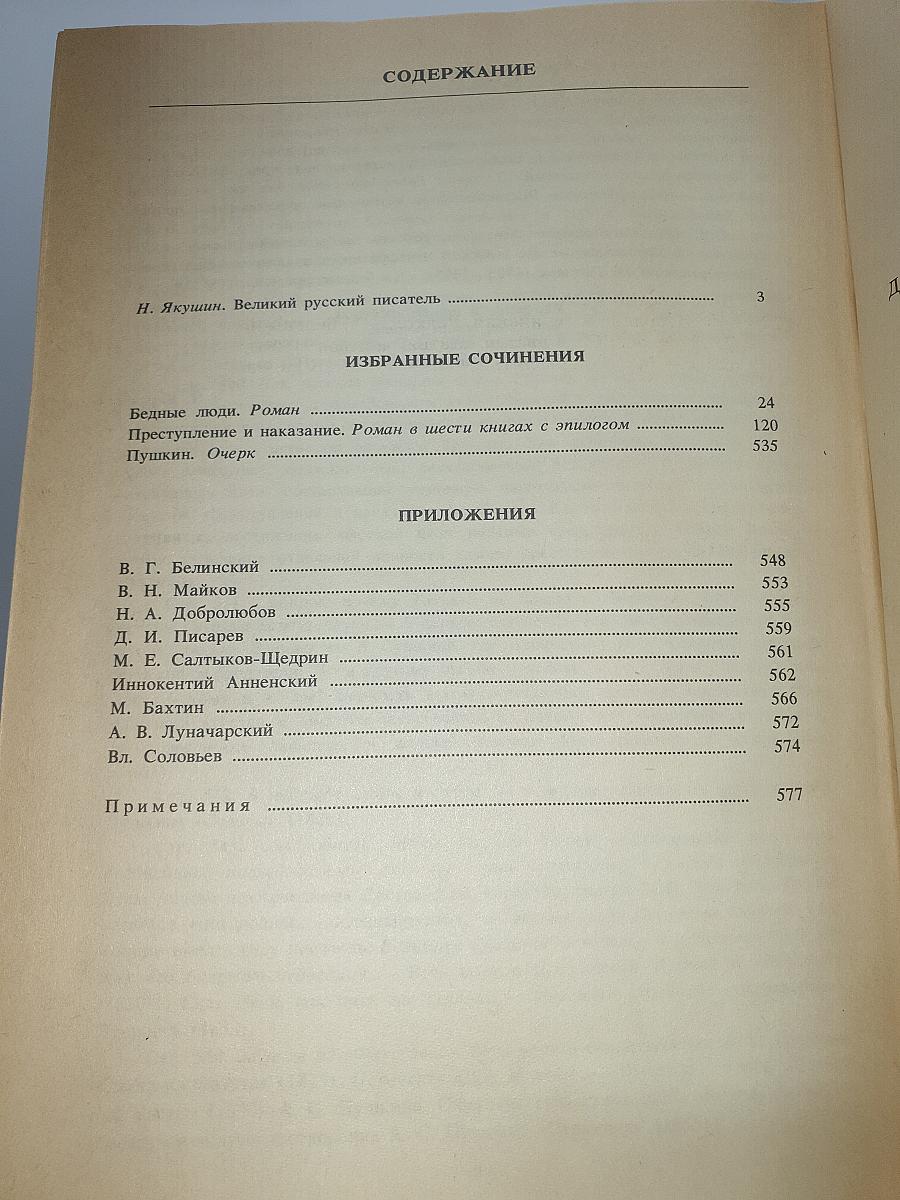 СОДЕРЖАНИЕ
Н. Якушин. Великий русский писатель ........ 3
ИЗБРАННЫЕ СОЧИНЕНИЯ
Бедные люди. Роман ........ 24
Преступление и наказание. Роман в шести книгах с эпилогом ........ 120
Пушкин. Очерк ........ 535
ПРИЛОЖЕНИЯ
В. Г. Белинский ........ 548
В. Н. Майков ........ 553
Н. А. Добролюбов ........ 555
Д. И. Писарев ........ 559
М. Е. Салтыков-Щедрин ........ 561
Иннокентий Анненский ........ 562
М. Бахтин ........ 566
А. В. Луначарский ........ 572
Вл. Соловьев ........ 574
Примечания ........ 577